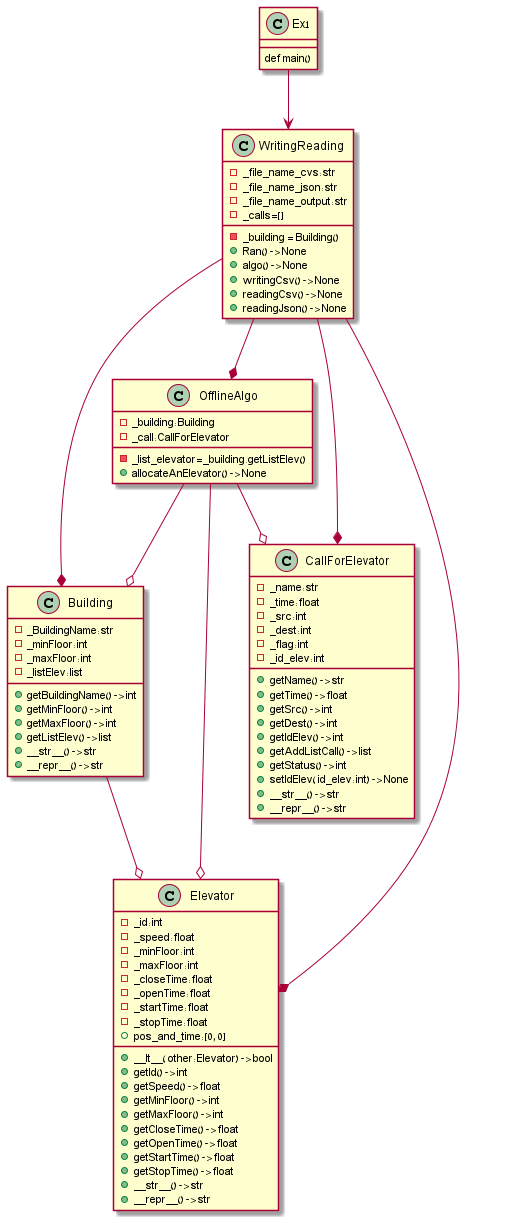 C Ex1
def main()
C WritingReading
_file_name_cvs:str
_file_name_json:str
_file_name_output:str
_calls=[]
_building = Building()
Ran()->None
algo()->None
writingCsv()->None
readingCsv()->None
readingJson()->None
C OfflineAlgo
_building:Building
_call:CallForElevator
_list_elevator=_building.getListElev()
allocateAnElevator()->None
C CallForElevator
_name:str
_time:float
_src:int
_dest:int
_flag:int
_id_elev:int
getName()->str
getTime()->float
getSrc()->int
getDest()->int
getIdElev()->int
getAddListCall()->list
getStatus()->int
setIdElev(id_elev:int)->None
__str__()->str
__repr__()->str
C Building
_BuildingName:str
_minFloor:int
_maxFloor:int
_listElev:list
getBuildingName()->int
getMinFloor()->int
getMaxFloor()->int
getListElev()->list
__str__()->str
__repr__()->str
C Elevator
_id:int
_speed:float
_minFloor:int
_maxFloor:int
_closeTime:float
_openTime:float
_startTime:float
_stopTime:float
pos_and_time:[0,0]
__lt__(other:Elevator)->bool
getId()->int
getSpeed()->float
getMinFloor()->int
getMaxFloor()->int
getCloseTime()->float
getOpenTime()->float
getStartTime()->float
getStopTime()->float
__str__()->str
__repr__()->str